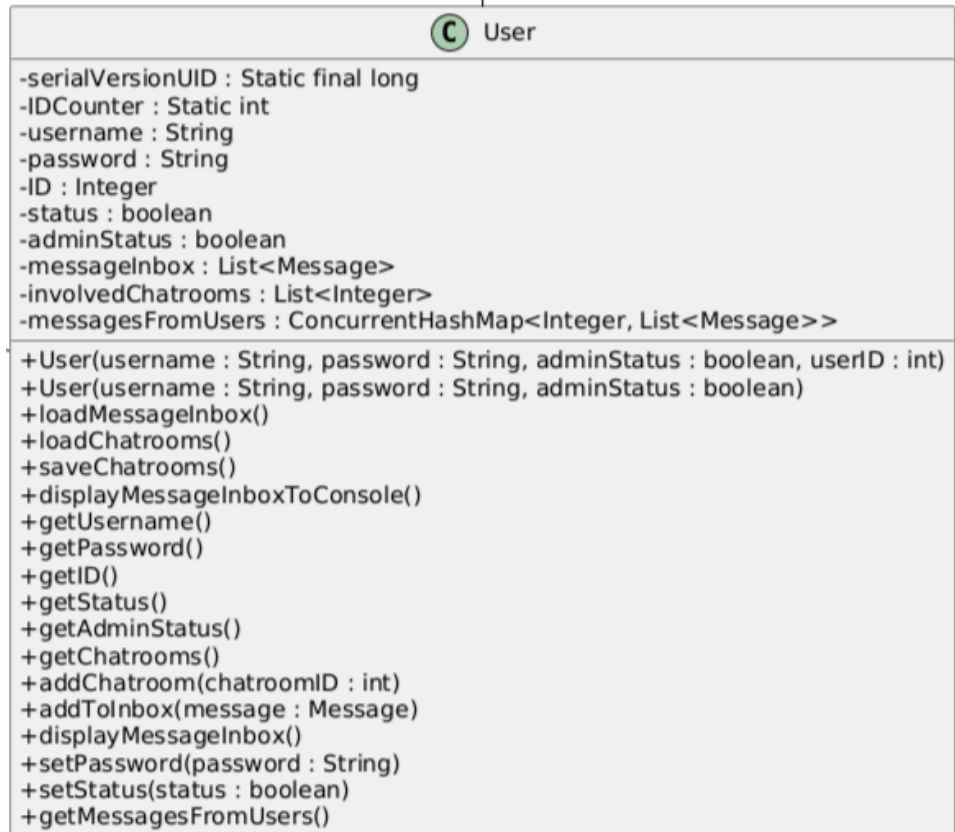 C User
-serialVersionUID : Static final long
-IDCounter : Static int
-username : String
-password : String
-ID : Integer
-status : boolean
-adminStatus : boolean
-messageInbox : List<Message>
-involvedChatrooms : List<Integer>
-messagesFromUsers : ConcurrentHashMap<Integer, List<Message>>
+User(username : String, password : String, adminStatus : boolean, userID : int)
+User(username : String, password : String, adminStatus : boolean)
+loadMessageInbox()
+loadChatrooms()
+saveChatrooms()
+displayMessageInboxToConsole()
+getUsername()
+getPassword()
+getID()
+getStatus()
+getAdminStatus()
+getChatrooms()
+addChatroom(chatroomID : int)
+addToInbox(message : Message)
+displayMessageInbox()
+setPassword(password : String)
+setStatus(status : boolean)
+getMessagesFromUsers()